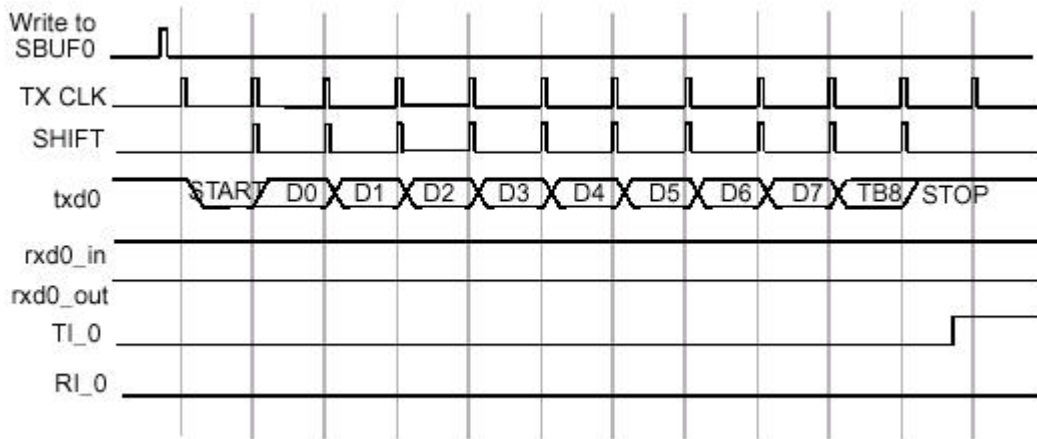 Write to
SBUF0
TX CLK
SHIFT
txd0 START D0 D1 D2 D3 D4 D5 D6 D7 TB8 STOP
rxd0_in
rxd0_out
TI_0
RI_0